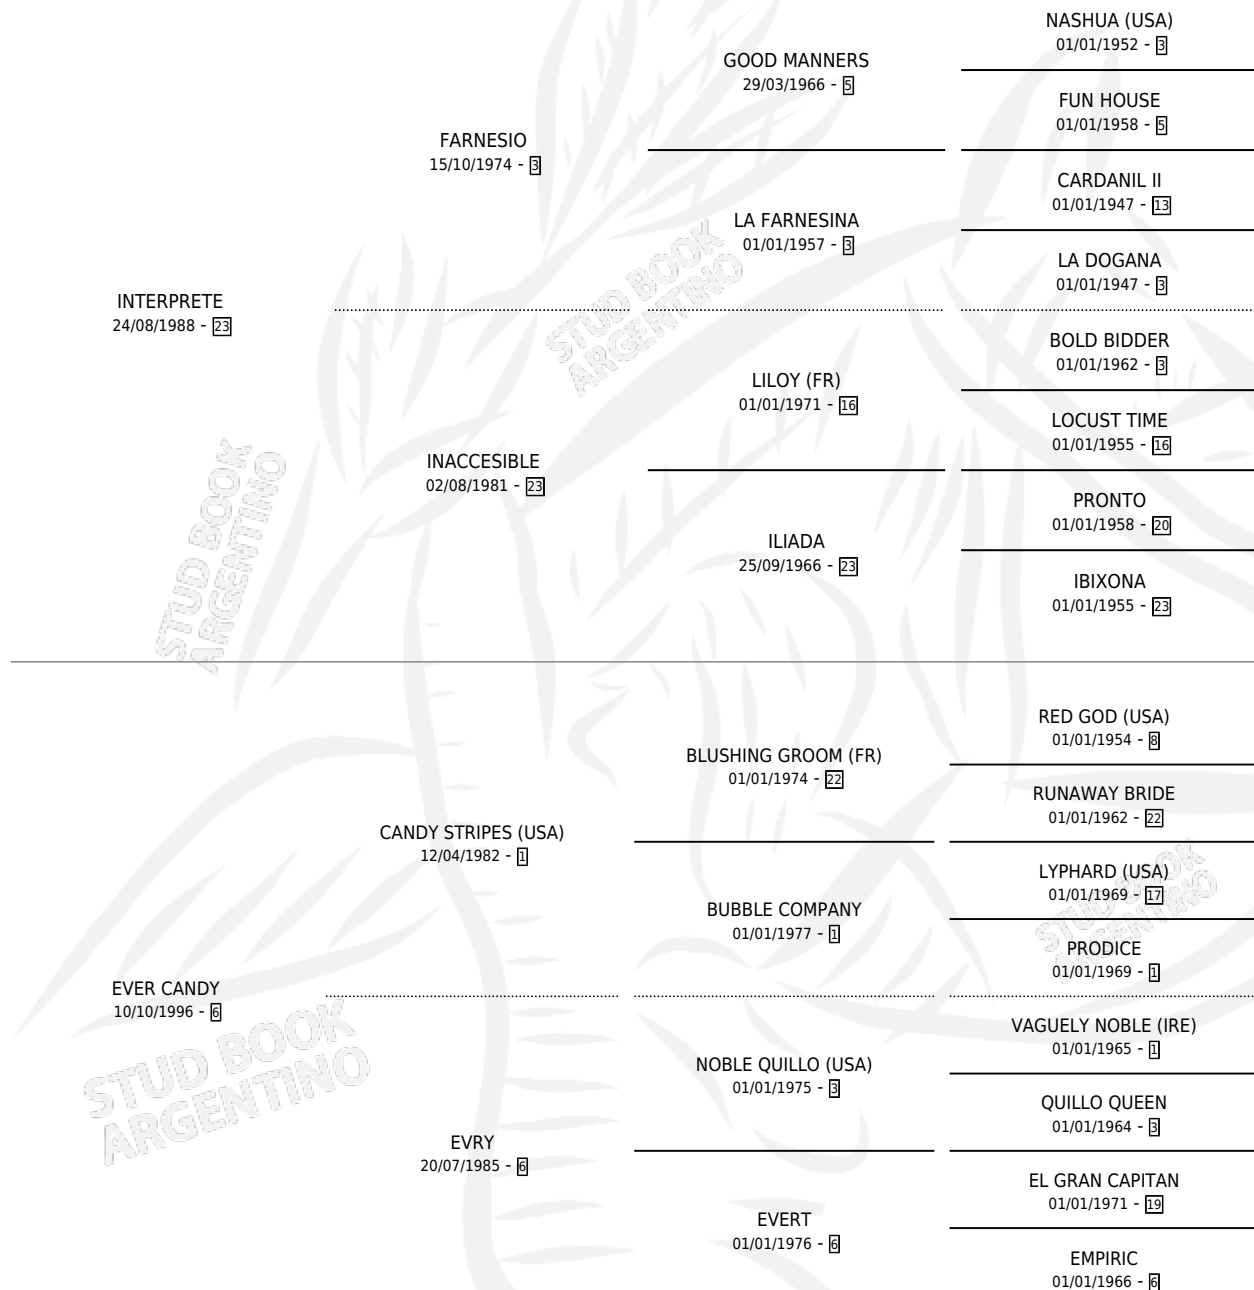 NASHUA (USA)
01/01/1952 - 3
GOOD MANNERS
29/03/1966 - 5
FUN HOUSE
01/01/1958 - 5
FARNESIO
15/10/1974 - 3
CARDANIL II
01/01/1947 - 13
LA FARNESINA
01/01/1957 - 3
LA DOGANA
01/01/1947 - 3
INTERPRETE
24/08/1988 - 23
BOLD BIDDER
01/01/1962 - 3
LILOY (FR)
01/01/1971 - 16
LOCUST TIME
01/01/1955 - 16
INACCESIBLE
02/08/1981 - 23
PRONTO
01/01/1958 - 20
ILIADA
25/09/1966 - 23
IBIXONA
01/01/1955 - 23
RED GOD (USA)
01/01/1954 - 8
BLUSHING GROOM (FR)
01/01/1974 - 22
RUNAWAY BRIDE
01/01/1962 - 22
CANDY STRIPES (USA)
12/04/1982 - 1
LYPHARD (USA)
01/01/1969 - 17
BUBBLE COMPANY
01/01/1977 - 1
PRODICE
01/01/1969 - 1
EVER CANDY
10/10/1996 - 6
VAGUELY NOBLE (IRE)
01/01/1965 - 1
NOBLE QUILLO (USA)
01/01/1975 - 3
QUILLO QUEEN
01/01/1964 - 3
EVRY
20/07/1985 - 6
EL GRAN CAPITAN
01/01/1971 - 19
EVERT
01/01/1976 - 6
EMPIRIC
01/01/1966 - 6
STUD BOOK
ARGENTINO
STUD BOOK
ARGENTINO
STUD BOOK
ARGENTINO
STUD BOOK
ARGENTINO